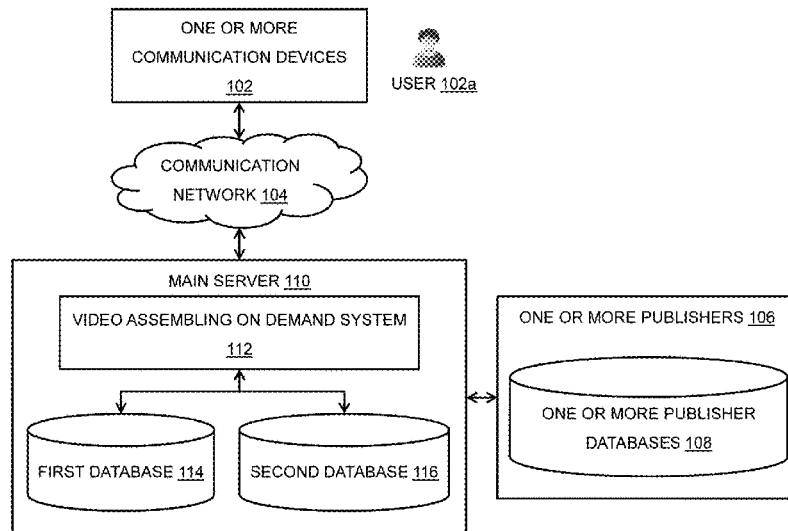 ONE OR MORE
COMMUNICATION DEVICES
102
USER 102a
COMMUNICATION
NETWORK 104
MAIN SERVER 110
VIDEO ASSEMBLING ON DEMAND SYSTEM
112
FIRST DATABASE 114
SECOND DATABASE 116
ONE OR MORE PUBLISHERS 106
ONE OR MORE PUBLISHER
DATABASES 108